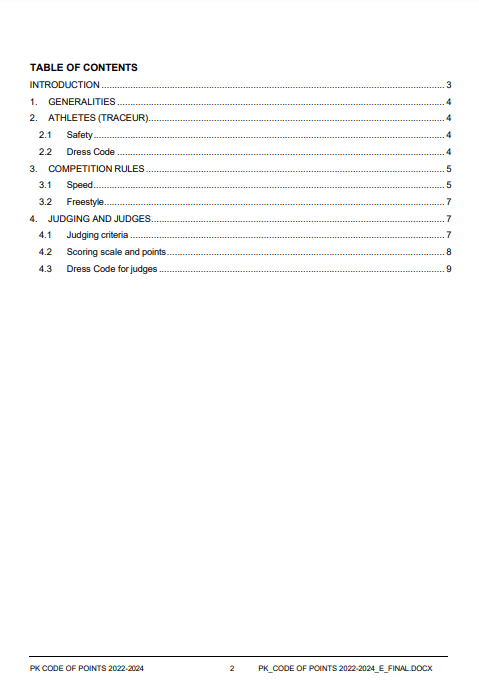 TABLE OF CONTENTS
INTRODUCTION ........ 3
1. GENERALITIES ........ 4
2. ATHLETES (TRACEUR) ........ 4
2.1 Safety ........ 4
2.2 Dress Code ........ 4
3. COMPETITION RULES ........ 5
3.1 Speed ........ 5
3.2 Freestyle ........ 7
4. JUDGING AND JUDGES ........ 7
4.1 Judging criteria ........ 7
4.2 Scoring scale and points ........ 8
4.3 Dress Code for judges ........ 9
PK CODE OF POINTS 2022-2024 2 PK_CODE OF POINTS 2022-2024_E_FINAL.DOCX